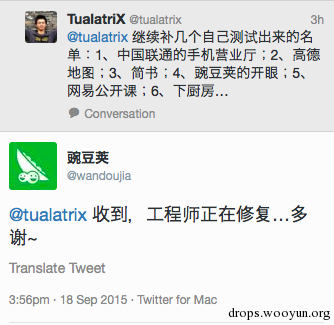 TualatriX @tualatrix 3h
@tualatrix 继续补几个自己测试出来的名
单：1、中国联通的手机营业厅；2、高德
地图；3、简书；4、豌豆荚的开眼；5、
网易公开课；6、下厨房…
Conversation
豌豆荚
@wandoujia
@tualatrix 收到，工程师正在修复…多
谢~
Translate Tweet
3:56pm · 18 Sep 2015 · Twitter for Mac
drops.wooyun.org